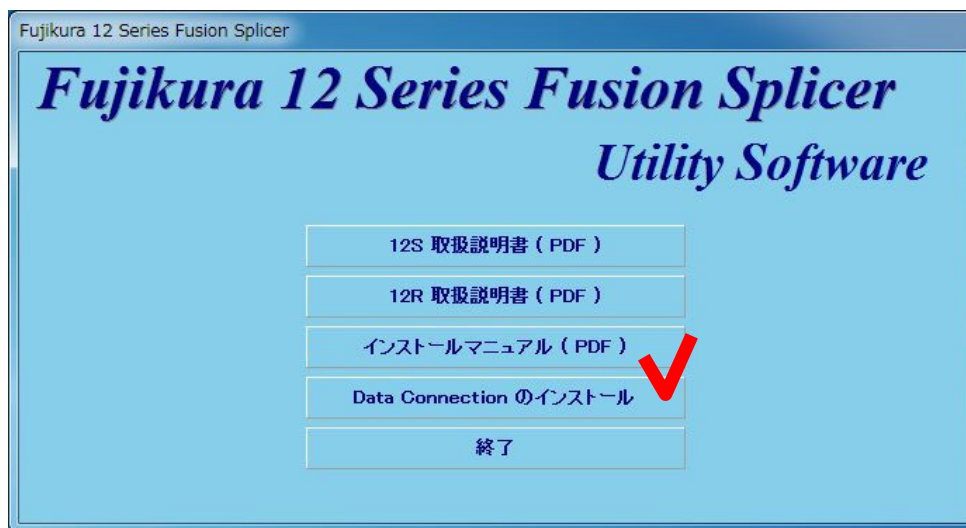 Fujikura 12 Series Fusion Splicer
Fujikura 12 Series Fusion Splicer
Utility Software
12S 取扱説明書 ( PDF )
12R 取扱説明書 ( PDF )
インストールマニュアル ( PDF )
Data Connection のインストール
終了